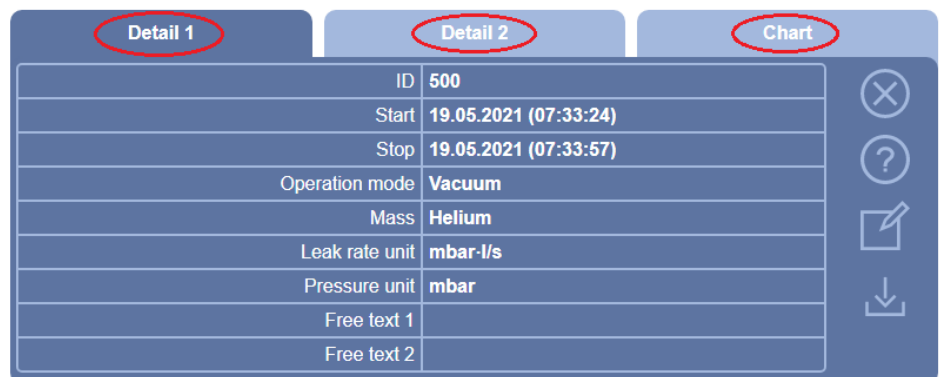 Detail 1 Detail 2 Chart
ID 500
Start 19.05.2021 (07:33:24)
Stop 19.05.2021 (07:33:57)
Operation mode Vacuum
Mass Helium
Leak rate unit mbar·l/s
Pressure unit mbar
Free text 1
Free text 2
?